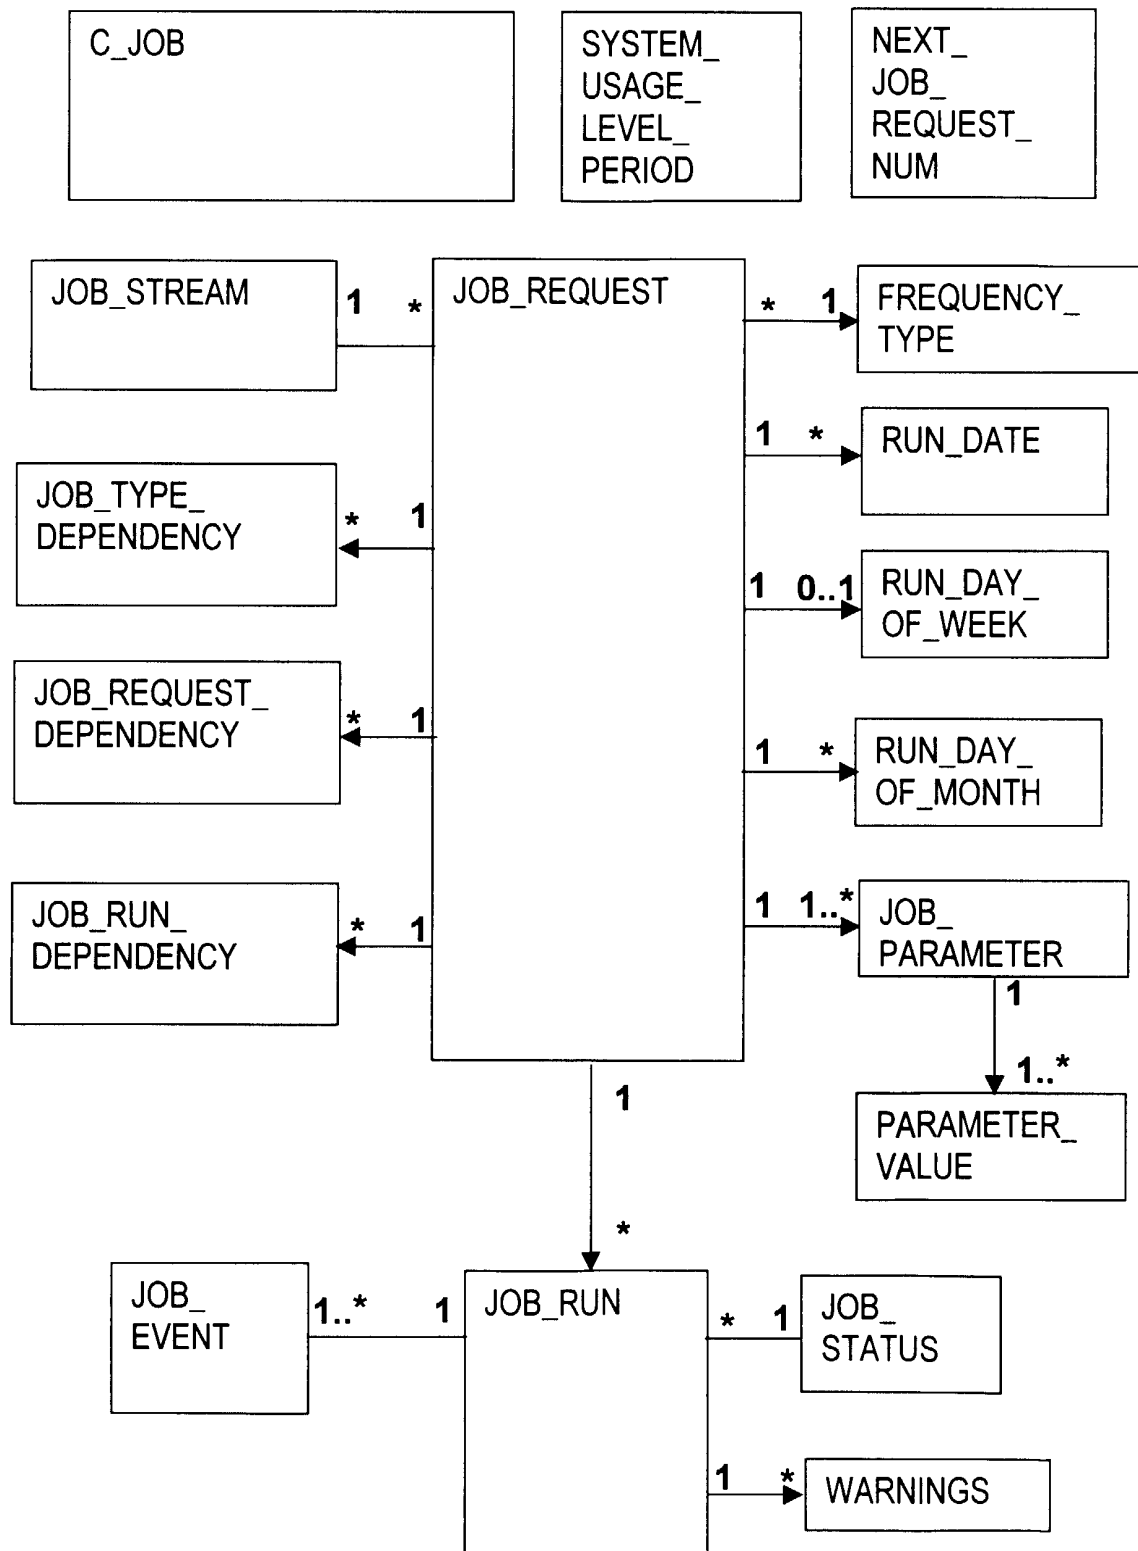 C_JOB
SYSTEM_
USAGE_
LEVEL_
PERIOD
NEXT_
JOB_
REQUEST_
NUM
JOB_STREAM
1 *
JOB_REQUEST
* 1
FREQUENCY_
TYPE
1 *
RUN_DATE
JOB_TYPE_
DEPENDENCY
* 1
1 0..1
RUN_DAY_
OF_WEEK
JOB_REQUEST_
DEPENDENCY
* 1
1 *
RUN_DAY_
OF_MONTH
JOB_RUN_
DEPENDENCY
* 1
1 1..*
JOB_
PARAMETER
1
1..*
PARAMETER_
VALUE
1
*
JOB_
EVENT
1..* 1
JOB_RUN
* 1
JOB_
STATUS
1 *
WARNINGS